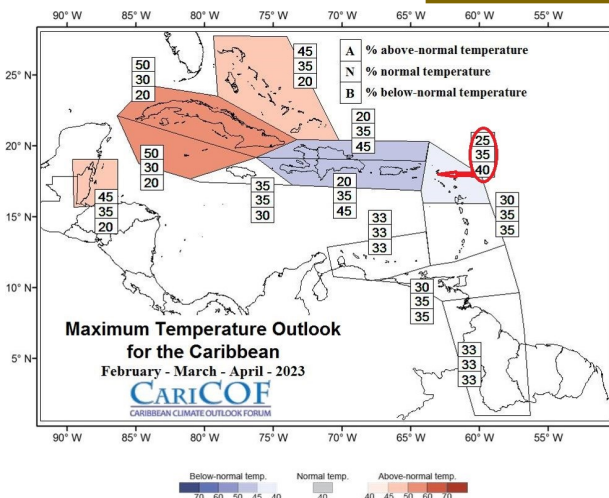 90° W 85° W 80° W 75° W 70° W 65° W 60° W 55° W
25° N
20° N
15° N
10° N
5° N
A % above-normal temperature
N % normal temperature
B % below-normal temperature
50
30
20
45
35
20
20
35
45
25
35
40
50
30
20
45
35
20
35
35
30
20
35
45
30
35
35
33
33
33
30
35
35
33
33
33
Maximum Temperature Outlook
for the Caribbean
February - March - April - 2023
CARICOF
CARIBBEAN CLIMATE OUTLOOK FORUM
90° W 85° W 80° W 75° W 70° W 65° W 60° W 55° W
Below-normal temp. Normal temp. Above-normal temp.
70 60 50 45 40 40 40 45 50 60 70